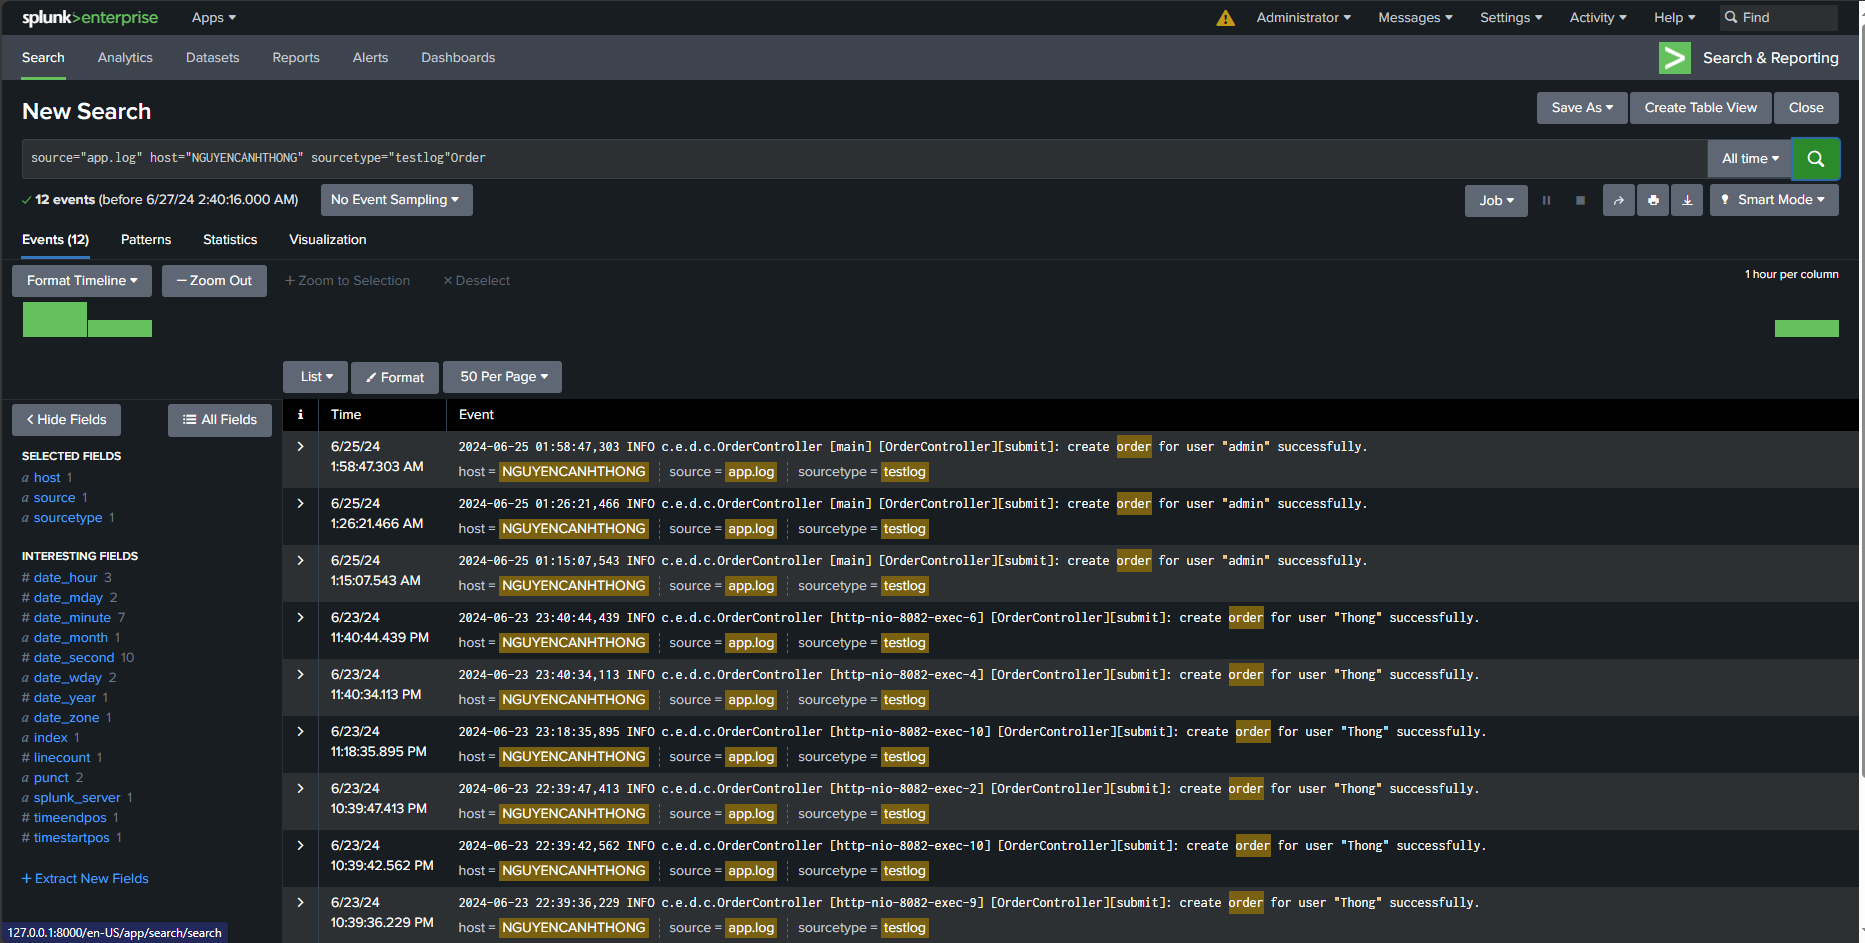 splunk>enterprise Apps Administrator Messages Settings Activity Help Find
Search Analytics Datasets Reports Alerts Dashboards Search & Reporting
New Search Save As Create Table View Close
source="app.log" host="NGUYENCANHTHONG" sourcetype="testlog"Order All time
12 events (before 6/27/24 2:40:16.000 AM) No Event Sampling Job Smart Mode
Events (12) Patterns Statistics Visualization
Format Timeline — Zoom Out + Zoom to Selection × Deselect 1 hour per column
List Format 50 Per Page
< Hide Fields All Fields
SELECTED FIELDS
a host 1
a source 1
a sourcetype 1
INTERESTING FIELDS
# date_hour 3
# date_mday 2
# date_minute 7
a date_month 1
# date_second 10
a date_wday 2
# date_year 1
a date_zone 1
a index 1
# linecount 1
a punct 2
a splunk_server 1
# timeendpos 1
# timestartpos 1
+ Extract New Fields
i Time Event
6/25/24
1:58:47.303 AM
2024-06-25 01:58:47,303 INFO c.e.d.c.OrderController [main] [OrderController][submit]: create order for user "admin" successfully.
host = NGUYENCANHTHONG source = app.log sourcetype = testlog
6/25/24
1:26:21.466 AM
2024-06-25 01:26:21,466 INFO c.e.d.c.OrderController [main] [OrderController][submit]: create order for user "admin" successfully.
host = NGUYENCANHTHONG source = app.log sourcetype = testlog
6/25/24
1:15:07.543 AM
2024-06-25 01:15:07,543 INFO c.e.d.c.OrderController [main] [OrderController][submit]: create order for user "admin" successfully.
host = NGUYENCANHTHONG source = app.log sourcetype = testlog
6/23/24
11:40:44.439 PM
2024-06-23 23:40:44,439 INFO c.e.d.c.OrderController [http-nio-8082-exec-6] [OrderController][submit]: create order for user "Thong" successfully.
host = NGUYENCANHTHONG source = app.log sourcetype = testlog
6/23/24
11:40:34.113 PM
2024-06-23 23:40:34,113 INFO c.e.d.c.OrderController [http-nio-8082-exec-4] [OrderController][submit]: create order for user "Thong" successfully.
host = NGUYENCANHTHONG source = app.log sourcetype = testlog
6/23/24
11:18:35.895 PM
2024-06-23 23:18:35,895 INFO c.e.d.c.OrderController [http-nio-8082-exec-10] [OrderController][submit]: create order for user "Thong" successfully.
host = NGUYENCANHTHONG source = app.log sourcetype = testlog
6/23/24
10:39:47.413 PM
2024-06-23 22:39:47,413 INFO c.e.d.c.OrderController [http-nio-8082-exec-2] [OrderController][submit]: create order for user "Thong" successfully.
host = NGUYENCANHTHONG source = app.log sourcetype = testlog
6/23/24
10:39:42.562 PM
2024-06-23 22:39:42,562 INFO c.e.d.c.OrderController [http-nio-8082-exec-10] [OrderController][submit]: create order for user "Thong" successfully.
host = NGUYENCANHTHONG source = app.log sourcetype = testlog
6/23/24
10:39:36.229 PM
2024-06-23 22:39:36,229 INFO c.e.d.c.OrderController [http-nio-8082-exec-9] [OrderController][submit]: create order for user "Thong" successfully.
host = NGUYENCANHTHONG source = app.log sourcetype = testlog
127.0.0.1:8000/en-US/app/search/search